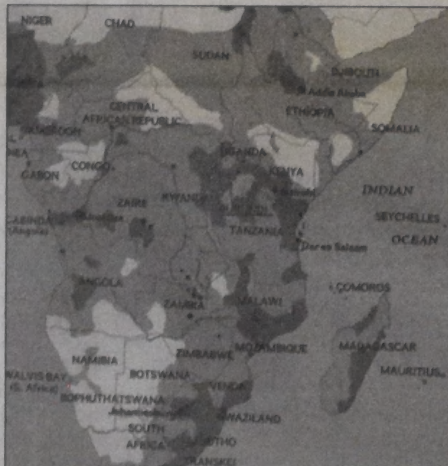 NIGER
CHAD
SUDAN
DJIBOUTI
Addis Ababa
ETHIOPIA
CENTRAL
AFRICAN REPUBLIC
SOMALIA
UGANDA
KENYA
GABON
CONGO
INDIAN
OCEAN
ZAIRE
SEYCHELLES
CABINDA
(Angola)
TANZANIA
Dar es Salaam
COMOROS
ANGOLA
ZAMBIA
MALAWI
MOZAMBIQUE
MADAGASCAR
MAURITIUS
ZIMBABWE
NAMIBIA
BOTSWANA
WALVIS BAY
(S. Africa)
VENDA
BOPHUTHATSWANA
Johannesburg
SWAZILAND
SOUTH
AFRICA
TRANSKEI